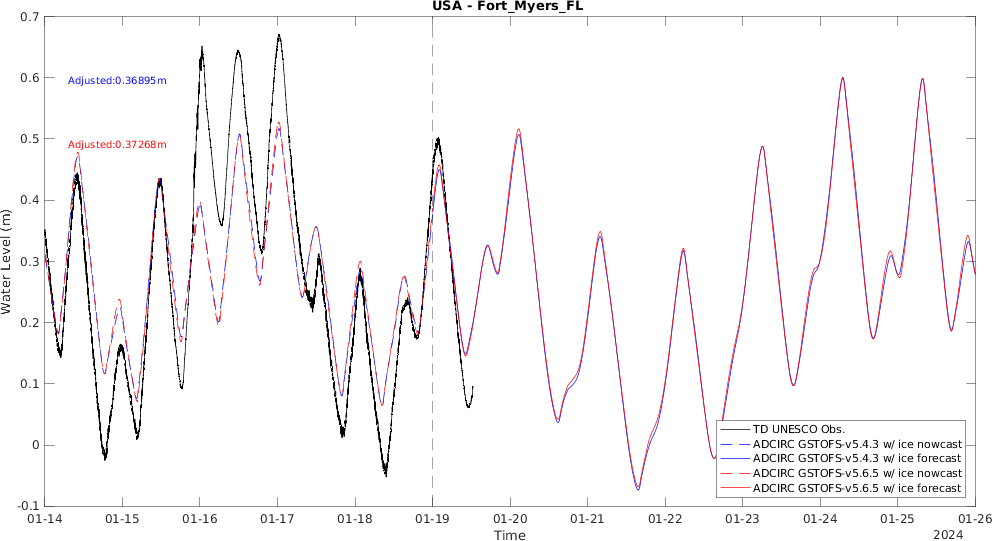 USA - Fort_Myers_FL
0.7
0.6
0.5
0.4
0.3
0.2
0.1
0
-0.1
Water Level (m)
Adjusted:0.36895m
Adjusted:0.37268m
TD UNESCO Obs.
ADCIRC GSTOFS-v5.4.3 w/ ice nowcast
ADCIRC GSTOFS-v5.4.3 w/ ice forecast
ADCIRC GSTOFS-v5.6.5 w/ ice nowcast
ADCIRC GSTOFS-v5.6.5 w/ ice forecast
01-14 01-15 01-16 01-17 01-18 01-19 01-20 01-21 01-22 01-23 01-24 01-25 01-26
Time
2024